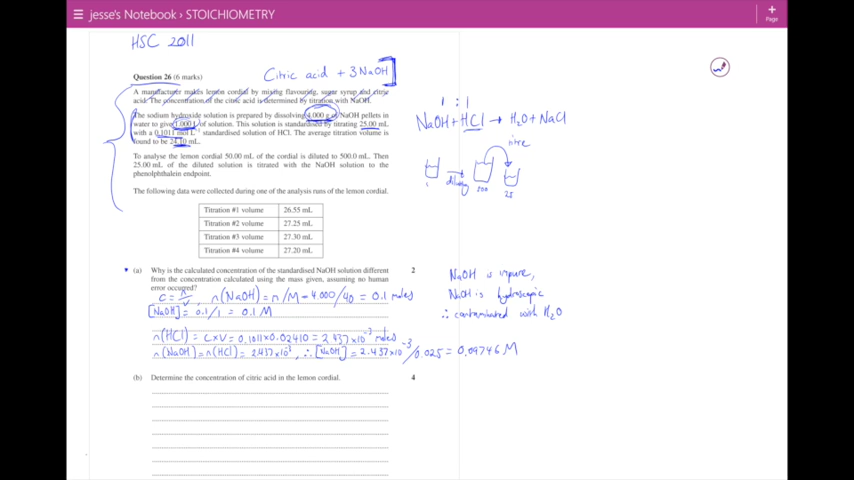 jesse's Notebook › STOICHIOMETRY
Page
HSC 2011
Question 26 (6 marks)
Citric acid + 3NaOH
A manufacturer makes lemon cordial by mixing flavouring, sugar syrup and citric
acid. The concentration of the citric acid is determined by titration with NaOH.
The sodium hydroxide solution is prepared by dissolving 4.000 g of NaOH pellets in
water to give 1.000 L of solution. This solution is standardised by titrating 25.00 mL
with a 0.1011 mol L⁻¹ standardised solution of HCl. The average titration volume is
found to be 24.10 mL.
To analyse the lemon cordial 50.00 mL of the cordial is diluted to 500.0 mL. Then
25.00 mL of the diluted solution is titrated with the NaOH solution to the
phenolphthalein endpoint.
The following data were collected during one of the analysis runs of the lemon cordial.
1 : 1
NaOH + HCl → H₂O + NaCl
titre
dilution
500
25
Titration #1 volume 26.55 mL
Titration #2 volume 27.25 mL
Titration #3 volume 27.30 mL
Titration #4 volume 27.20 mL
(a) Why is the calculated concentration of the standardised NaOH solution different 2
from the concentration calculated using the mass given, assuming no human
error occurred?
c = n/v, n(NaOH) = m/M = 4.000/40 = 0.1 moles
[NaOH] = 0.1/1 = 0.1 M
n(HCl) = c×v = 0.1011×0.02410 = 2.437×10⁻³ moles
n(NaOH) = n(HCl) = 2.437×10⁻³, ∴ [NaOH] = 2.437×10⁻³/0.025 = 0.09746 M
NaOH is impure,
NaOH is hydroscopic
∴ contaminated with H₂O
(b) Determine the concentration of citric acid in the lemon cordial. 4